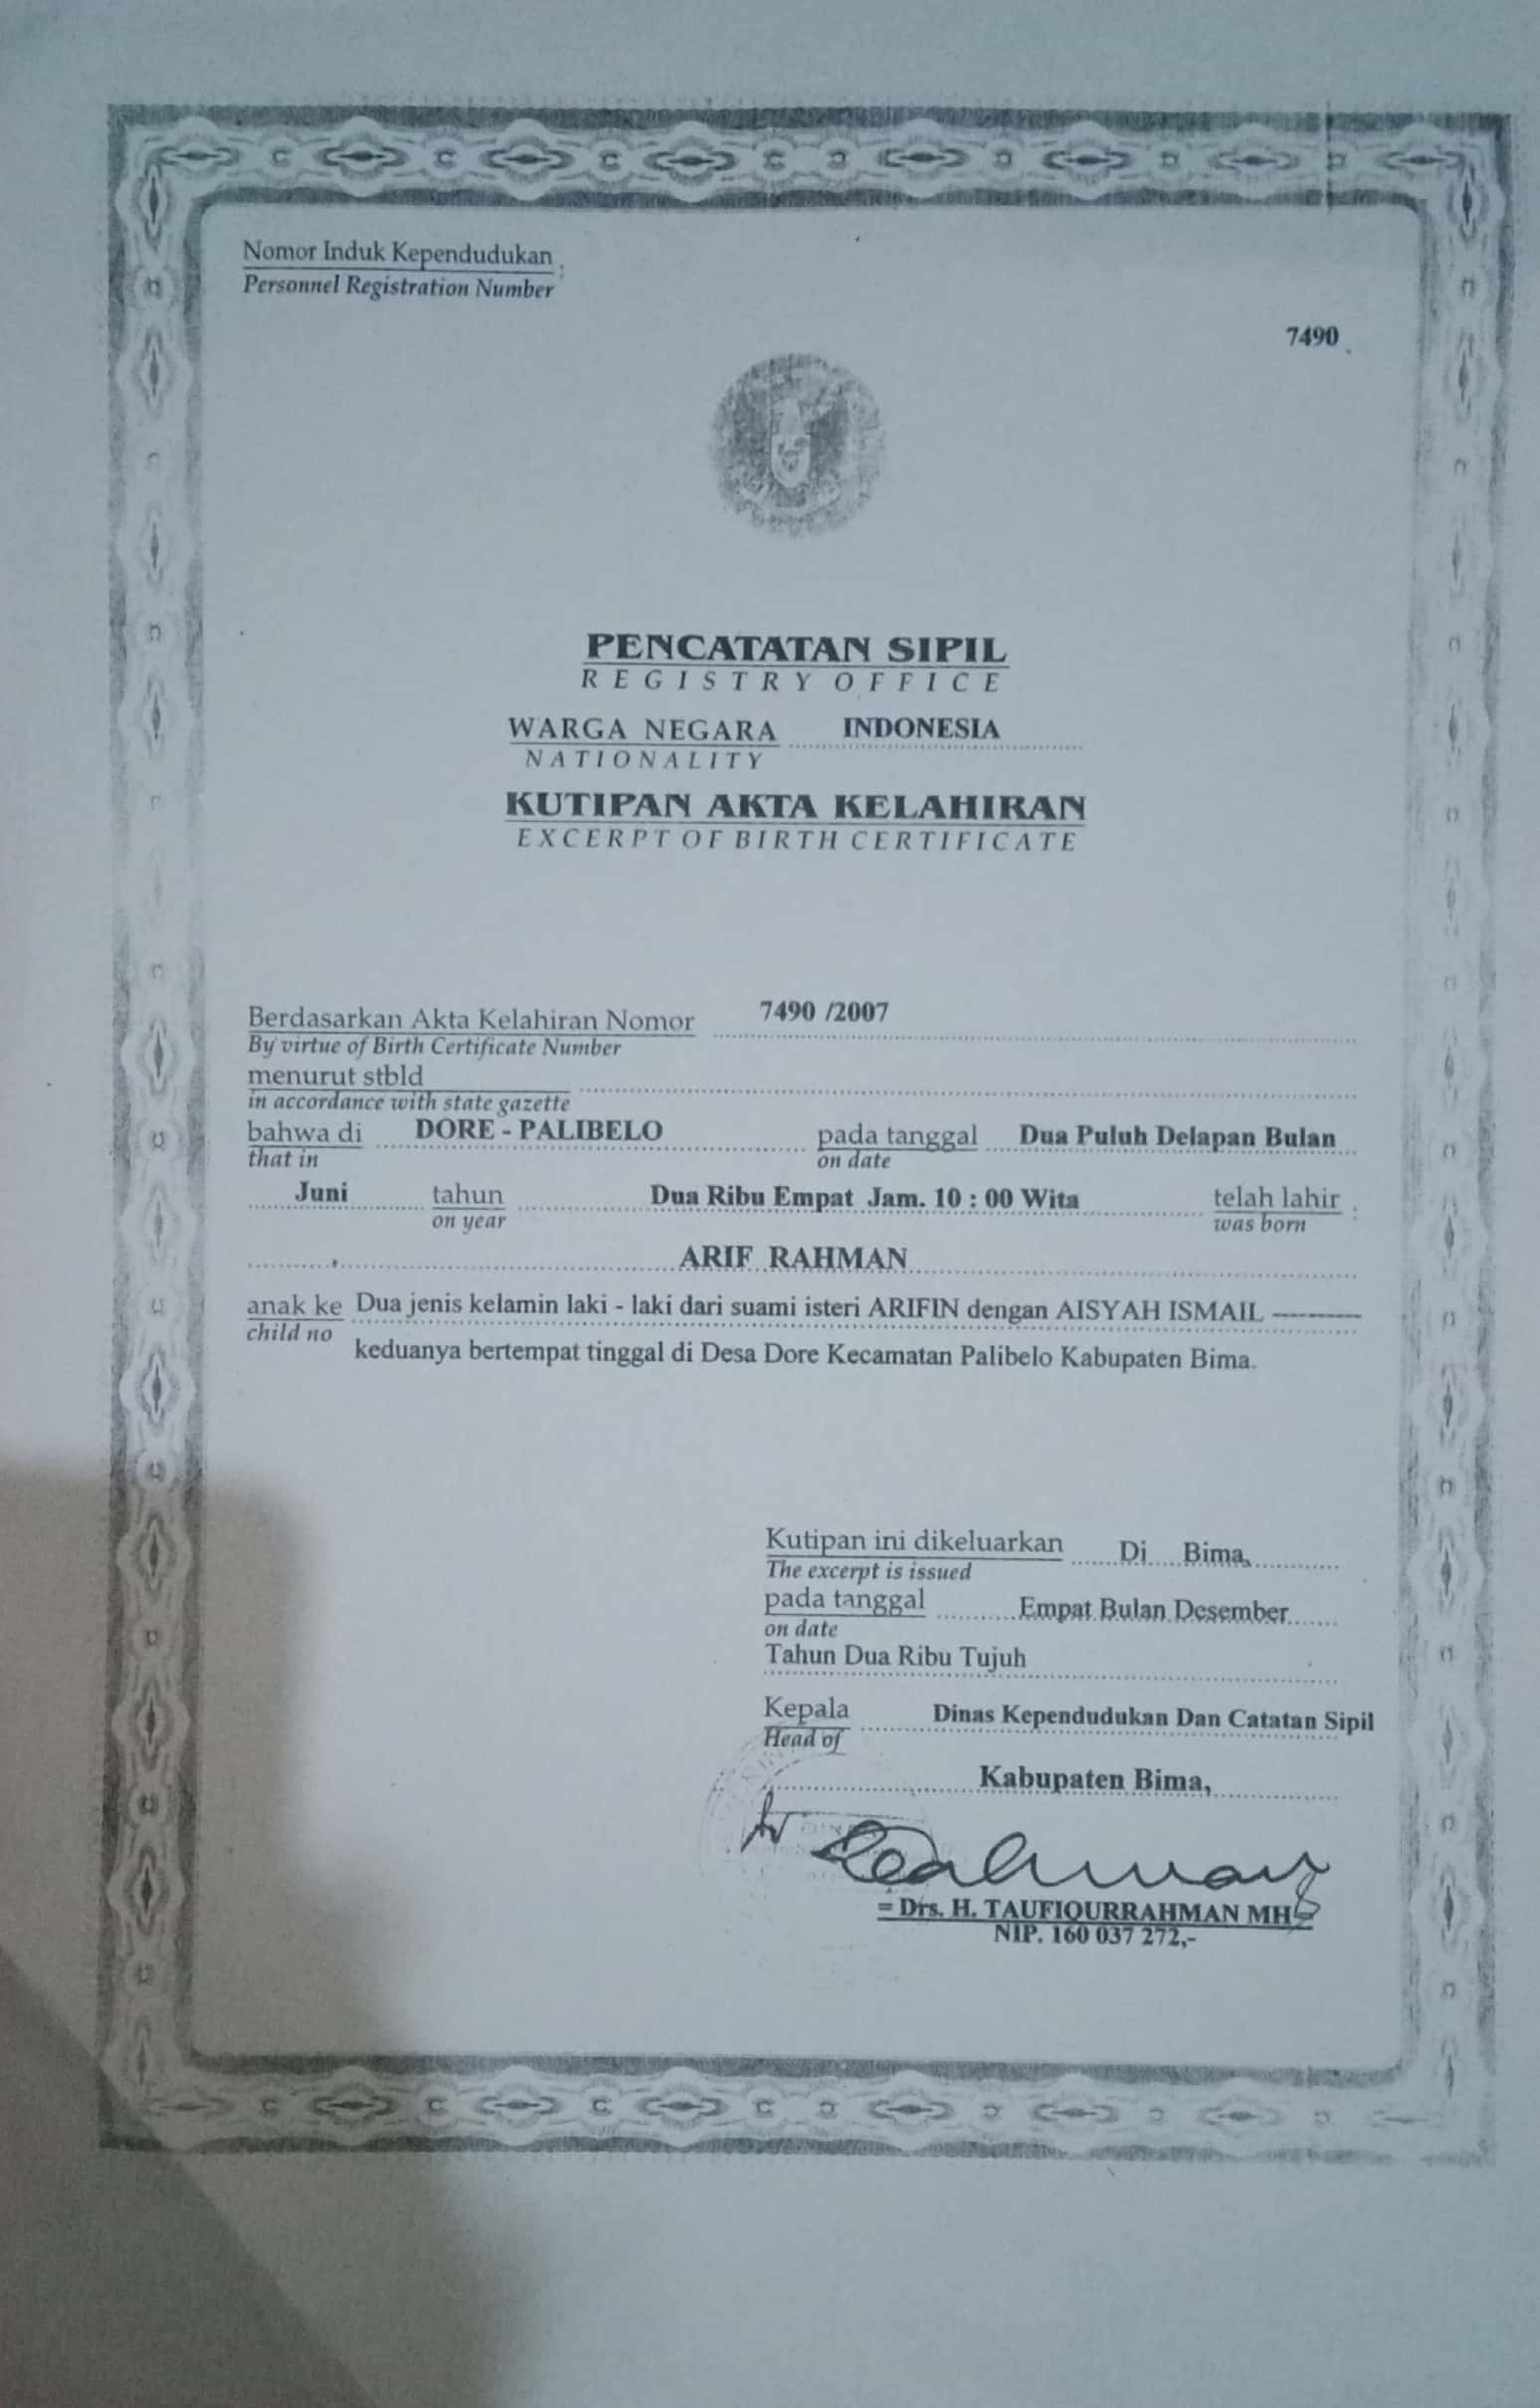 Nomor Induk Kependudukan :
Personnel Registration Number
7490
PENCATATAN SIPIL
REGISTRY OFFICE
WARGA NEGARA INDONESIA
NATIONALITY
KUTIPAN AKTA KELAHIRAN
EXCERPT OF BIRTH CERTIFICATE
Berdasarkan Akta Kelahiran Nomor 7490 /2007
By virtue of Birth Certificate Number
menurut stbld
in accordance with state gazette
bahwa di DORE - PALIBELO pada tanggal Dua Puluh Delapan Bulan
that in on date
Juni tahun Dua Ribu Empat Jam. 10 : 00 Wita telah lahir :
on year was born
ARIF RAHMAN
anak ke Dua jenis kelamin laki - laki dari suami isteri ARIFIN dengan AISYAH ISMAIL
child no
keduanya bertempat tinggal di Desa Dore Kecamatan Palibelo Kabupaten Bima.
Kutipan ini dikeluarkan Di Bima,
The excerpt is issued
pada tanggal Empat Bulan Desember
on date
Tahun Dua Ribu Tujuh
Kepala Dinas Kependudukan Dan Catatan Sipil
Head of
Kabupaten Bima,
= Drs. H. TAUFIQURRAHMAN MH =
NIP. 160 037 272,-